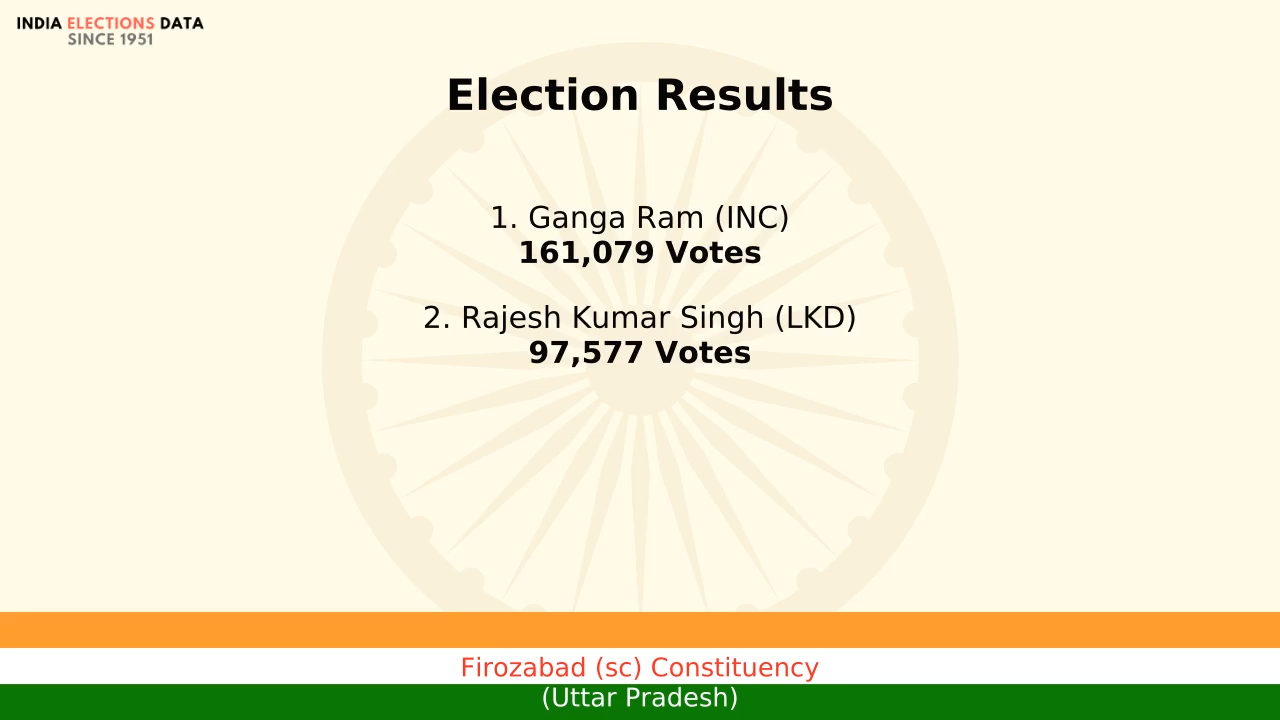 INDIA ELECTIONS DATA
SINCE 1951
Election Results
1. Ganga Ram (INC)
161,079 Votes
2. Rajesh Kumar Singh (LKD)
97,577 Votes
Firozabad (sc) Constituency
(Uttar Pradesh)